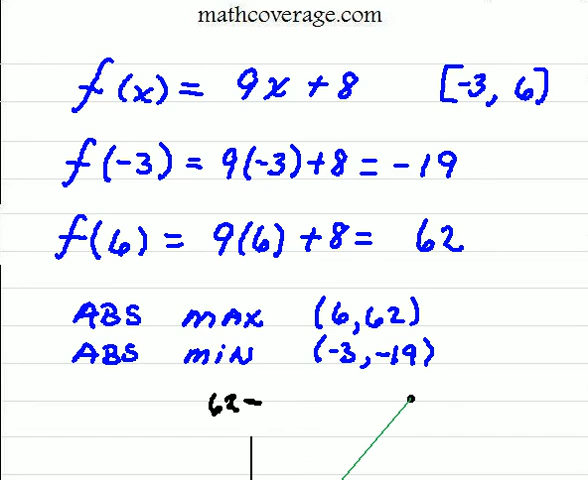 mathcoverage.com
f(x) = 9x + 8 [-3, 6]
f(-3) = 9(-3)+8 = -19
f(6) = 9(6) +8 = 62
ABS max (6,62)
ABS miN (-3,-19)
62 -